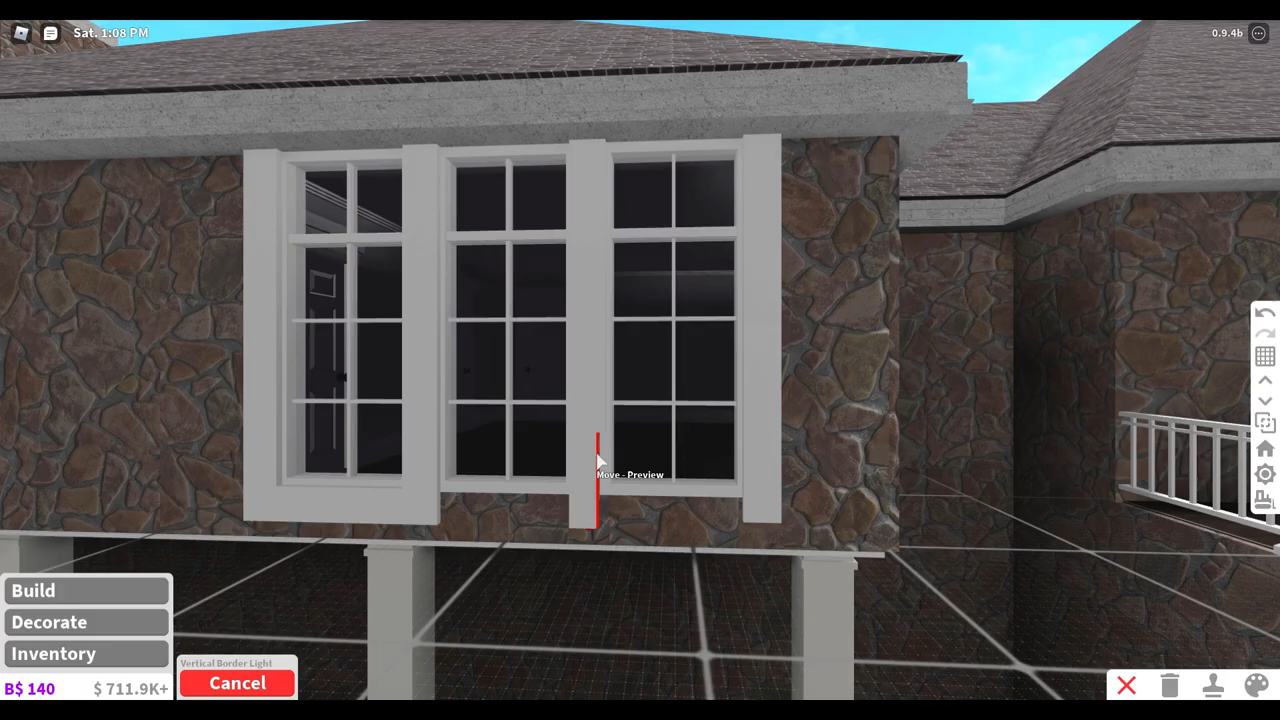 Sat. 1:08 PM
0.9.4b
Move - Preview
Build
Decorate
Inventory
B$ 140
$ 711.9K+
Vertical Border Light
Cancel